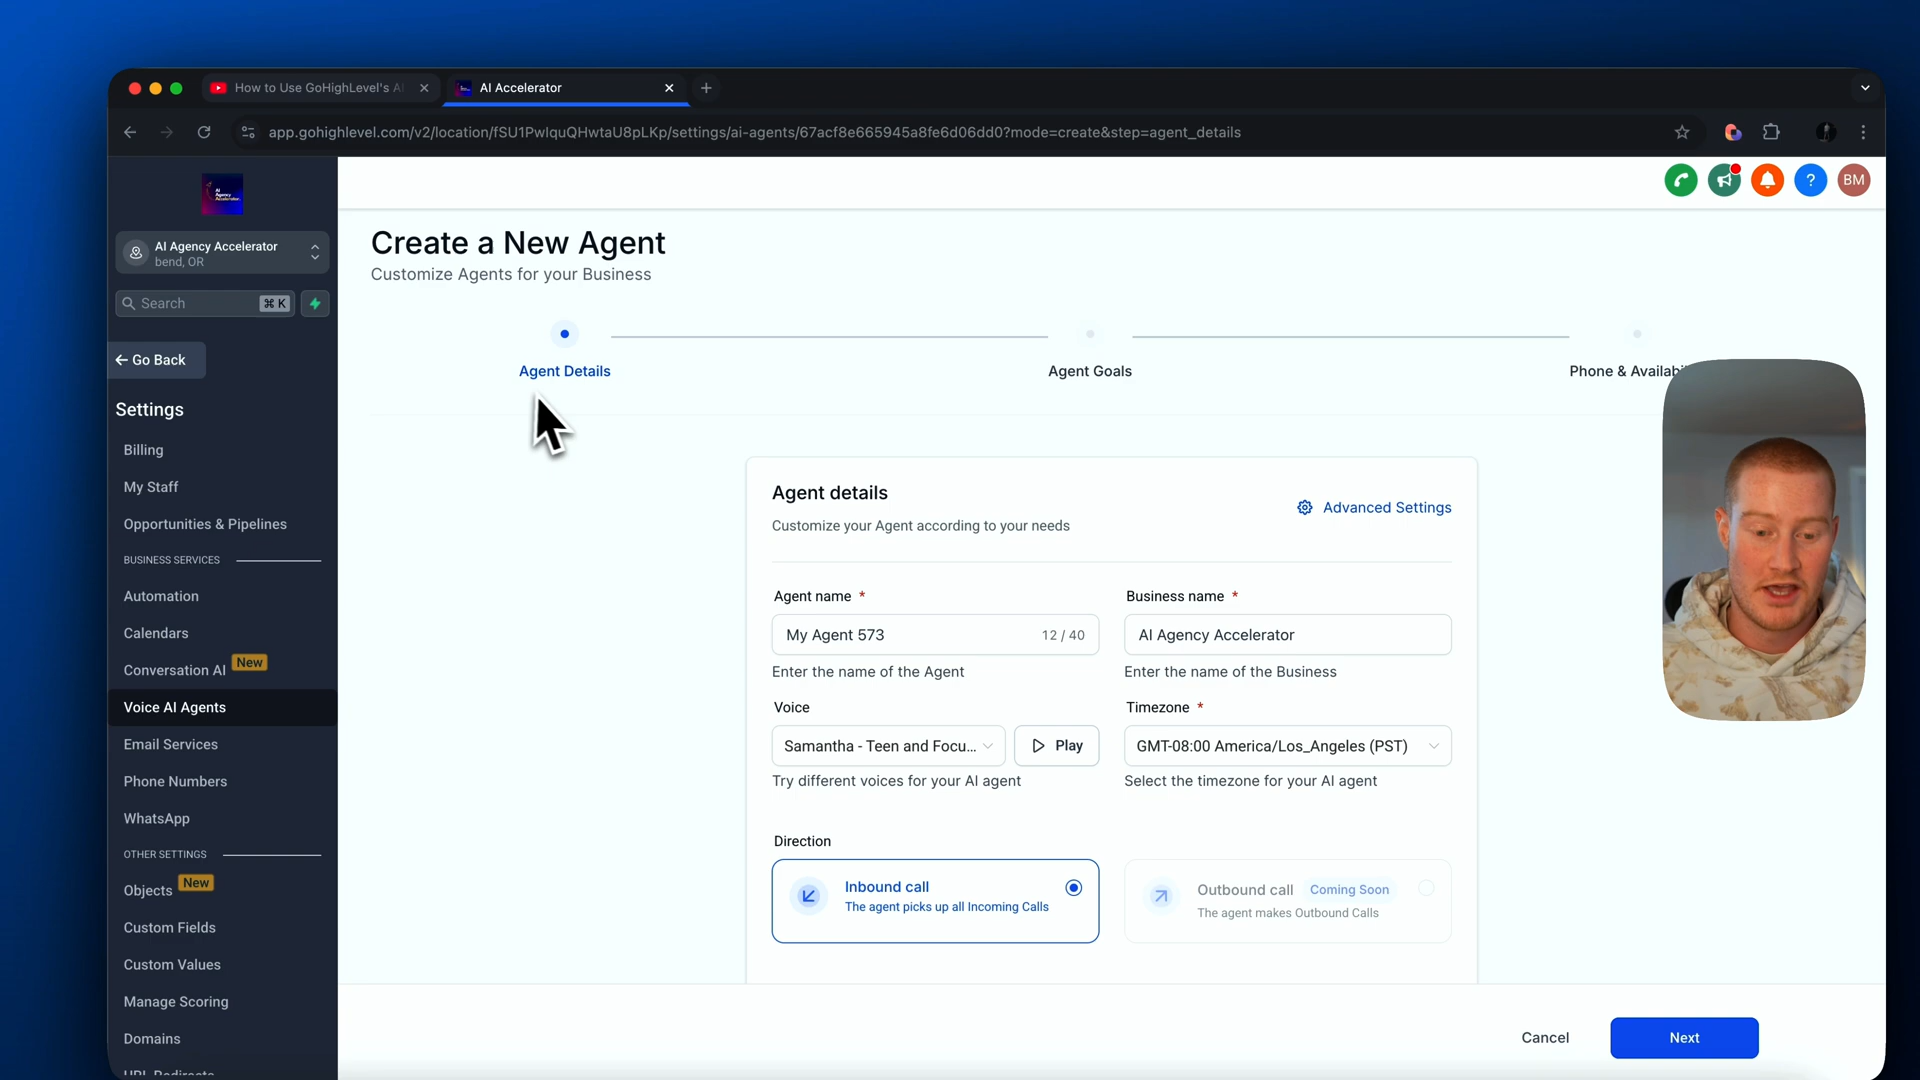 How to Use GoHighLevel's AI
AI Accelerator
app.gohighlevel.com/v2/location/fSU1PwIquQHwtaU8pLKp/settings/ai-agents/67acf8e665945a8fe6d06dd0?mode=create&step=agent_details
AI Agency Accelerator
BM
AI Agency Accelerator
bend, OR
Search ⌘ K
Go Back
Settings
Billing
My Staff
Opportunities & Pipelines
BUSINESS SERVICES
Automation
Calendars
Conversation AI New
Voice AI Agents
Email Services
Phone Numbers
WhatsApp
OTHER SETTINGS
Objects New
Custom Fields
Custom Values
Manage Scoring
Domains
URL Redirects
Create a New Agent
Customize Agents for your Business
Agent Details
Agent Goals
Phone &
Agent details
Customize your Agent according to your needs
Advanced Settings
Agent name *
My Agent 573 12 / 40
Enter the name of the Agent
Business name *
AI Agency Accelerator
Enter the name of the Business
Voice
Samantha - Teen and Focu...
Play
Try different voices for your AI agent
Timezone *
GMT-08:00 America/Los_Angeles (PST)
Select the timezone for your AI agent
Direction
Inbound call
The agent picks up all Incoming Calls
Outbound call Coming Soon
The agent makes Outbound Calls
Cancel
Next